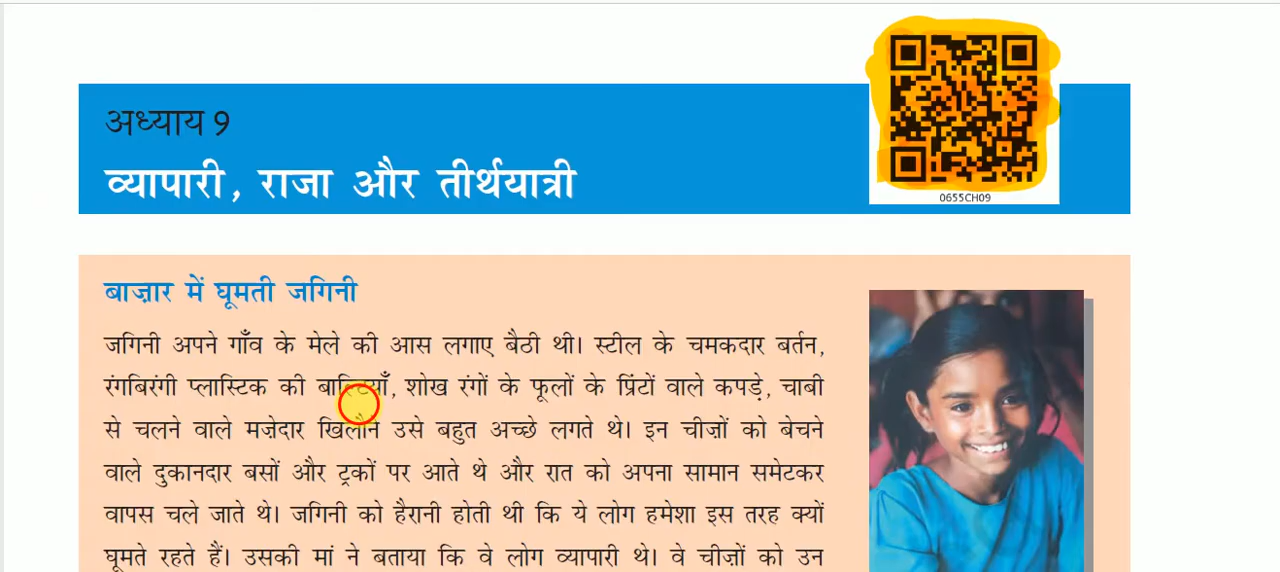 0655CH09
अध्याय 9
व्यापारी, राजा और तीर्थयात्री
बाज़ार में घूमती जगिनी
जगिनी अपने गाँव के मेले की आस लगाए बैठी थी। स्टील के चमकदार बर्तन,
रंगबिरंगी प्लास्टिक की बाल्टियाँ, शोख रंगों के फूलों के प्रिंटों वाले कपड़े, चाबी
से चलने वाले मज़ेदार खिलौने उसे बहुत अच्छे लगते थे। इन चीज़ों को बेचने
वाले दुकानदार बसों और ट्रकों पर आते थे और रात को अपना सामान समेटकर
वापस चले जाते थे। जगिनी को हैरानी होती थी कि ये लोग हमेशा इस तरह क्यों
घूमते रहते हैं। उसकी मां ने बताया कि वे लोग व्यापारी थे। वे चीज़ों को उन